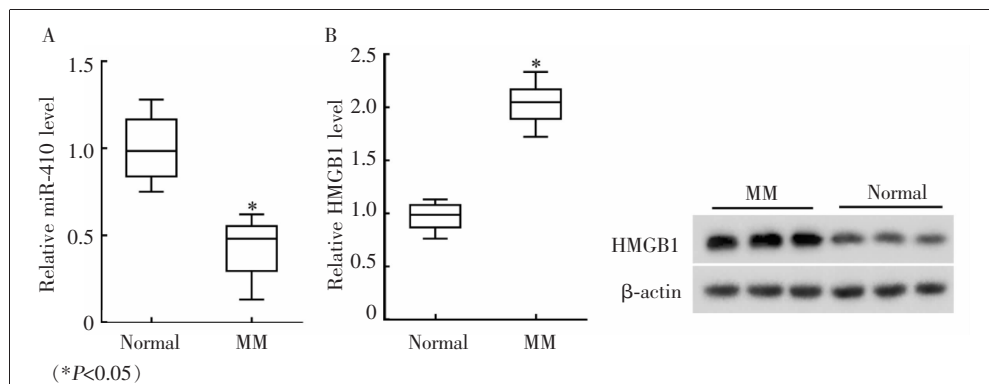 A
Relative miR-410 level
1.5
1.0
0.5
0
Normal
MM
*
B
Relative HMGB1 level
2.5
2.0
1.5
1.0
0.5
0
Normal
MM
*
MM
Normal
HMGB1
β-actin
(*P<0.05)